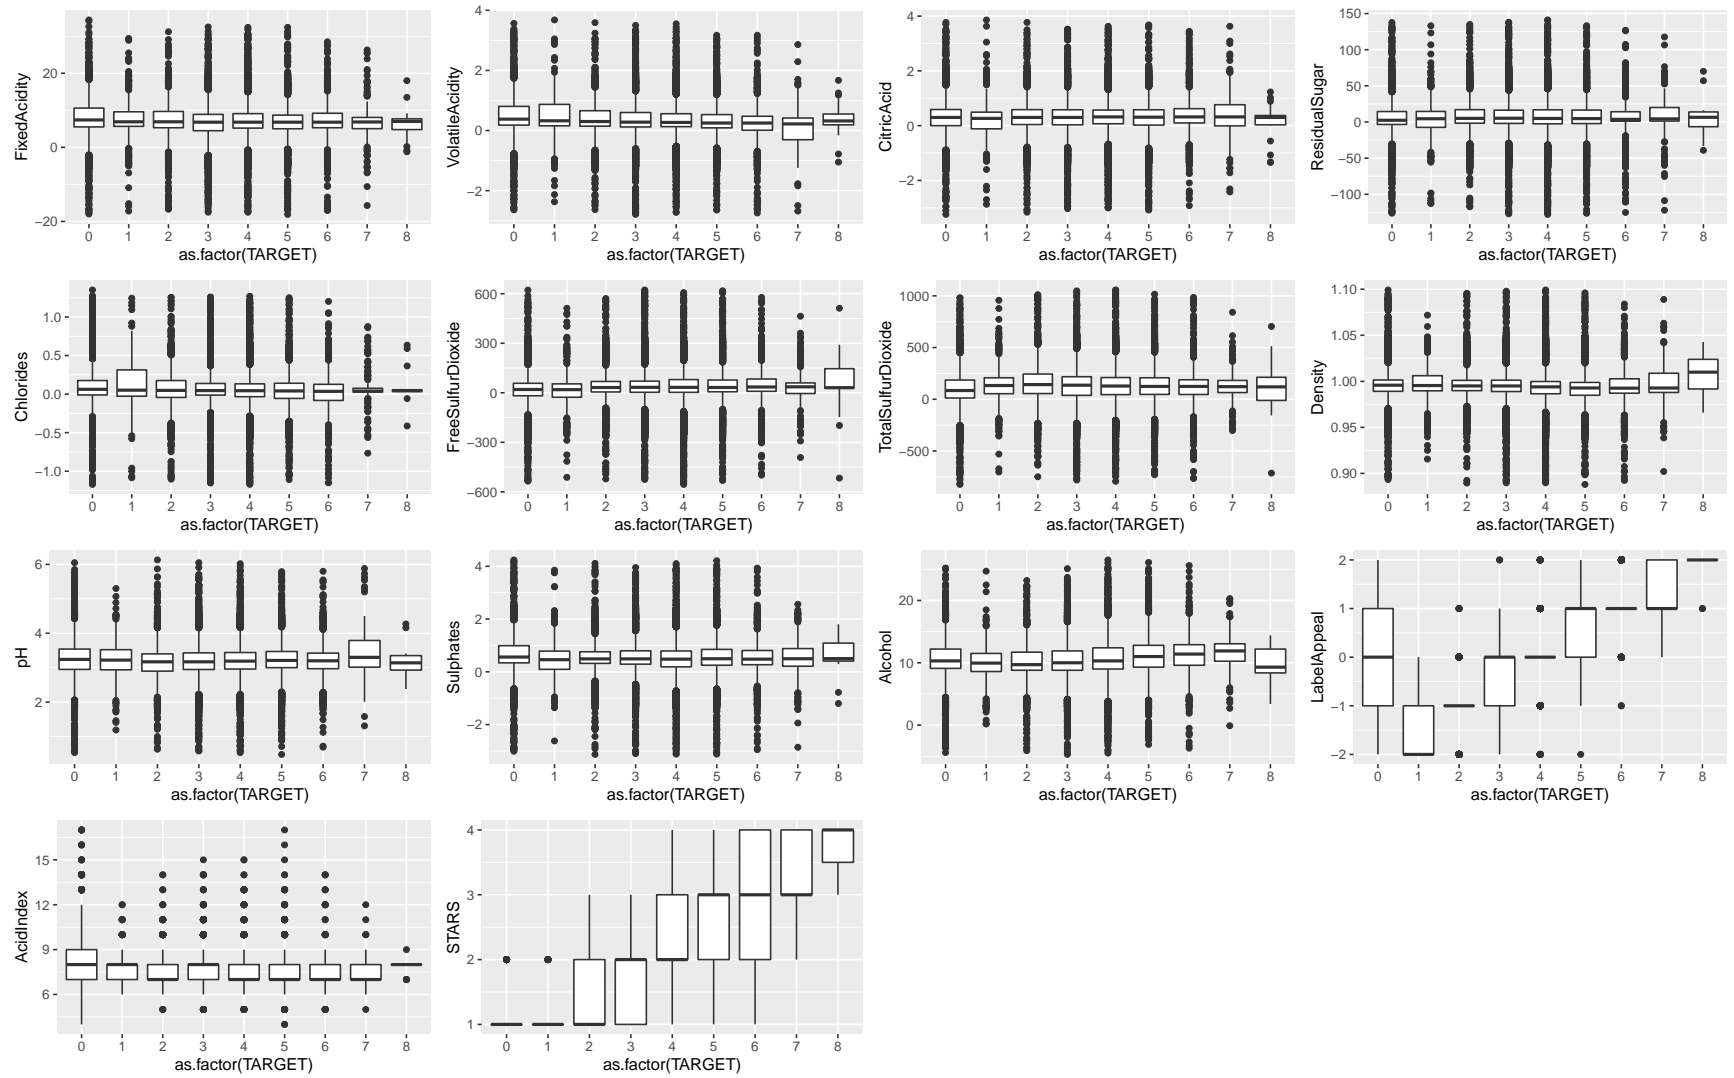 FixedAcidity
20
0
−20
0 1 2 3 4 5 6 7 8
as.factor(TARGET)
VolatileAcidity
4
2
0
−2
0 1 2 3 4 5 6 7 8
as.factor(TARGET)
CitricAcid
4
2
0
−2
0 1 2 3 4 5 6 7 8
as.factor(TARGET)
ResidualSugar
150
100
50
0
−50
−100
0 1 2 3 4 5 6 7 8
as.factor(TARGET)
Chlorides
1.0
0.5
0.0
−0.5
−1.0
0 1 2 3 4 5 6 7 8
as.factor(TARGET)
FreeSulfurDioxide
600
300
0
−300
−600
0 1 2 3 4 5 6 7 8
as.factor(TARGET)
TotalSulfurDioxide
1000
500
0
−500
0 1 2 3 4 5 6 7 8
as.factor(TARGET)
Density
1.10
1.05
1.00
0.95
0.90
0 1 2 3 4 5 6 7 8
as.factor(TARGET)
pH
6
4
2
0 1 2 3 4 5 6 7 8
as.factor(TARGET)
Sulphates
4
2
0
−2
0 1 2 3 4 5 6 7 8
as.factor(TARGET)
Alcohol
20
10
0
0 1 2 3 4 5 6 7 8
as.factor(TARGET)
LabelAppeal
2
1
0
−1
−2
0 1 2 3 4 5 6 7 8
as.factor(TARGET)
AcidIndex
15
12
9
6
0 1 2 3 4 5 6 7 8
as.factor(TARGET)
STARS
4
3
2
1
0 1 2 3 4 5 6 7 8
as.factor(TARGET)